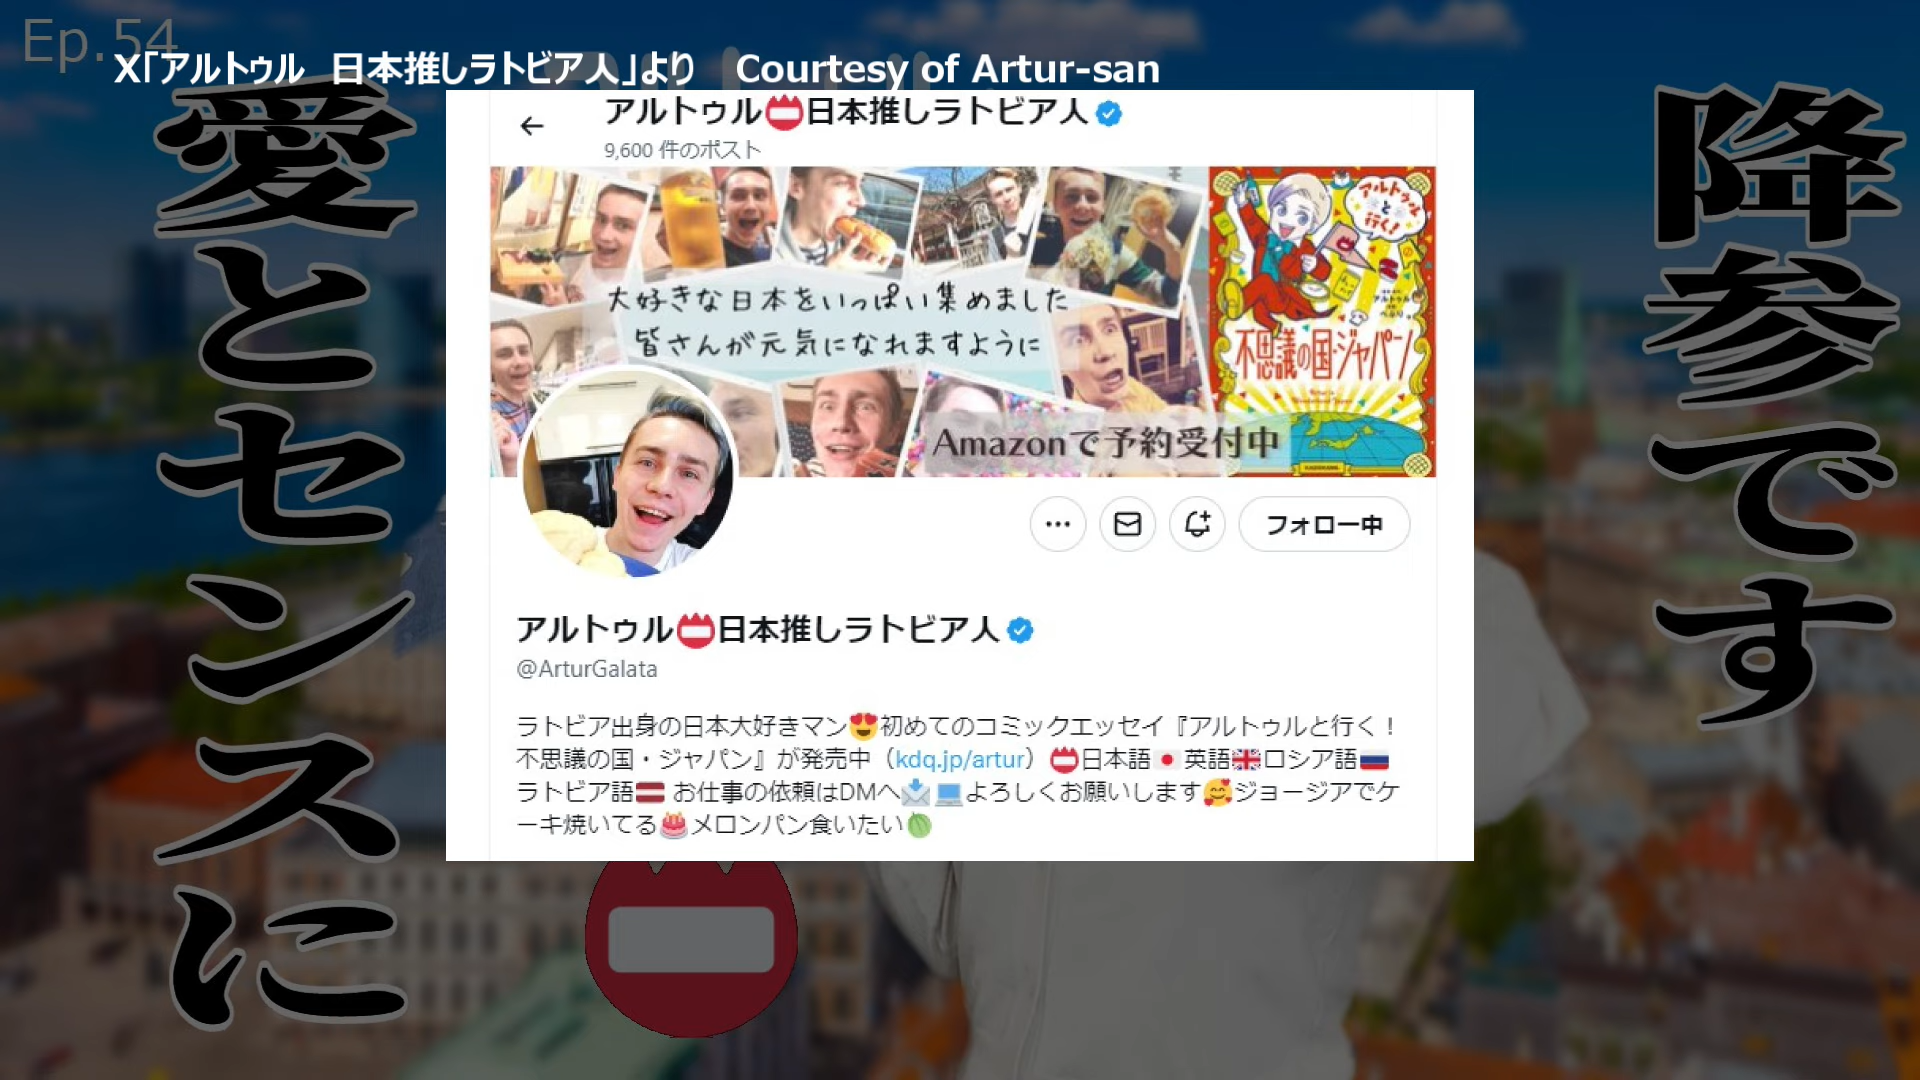 Ep.54
X「アルトゥル 日本推しラトビア人」より Courtesy of Artur-san
愛とセンスに
降参です
アルトゥル📛日本推しラトビア人
9,600 件のポスト
大好きな日本をいっぱい集めました
皆さんが元気になれますように
アルトゥル
と
行く!
不思議の国・ジャパン
Amazonで予約受付中
フォロー中
アルトゥル📛日本推しラトビア人
@ArturGalata
ラトビア出身の日本大好きマン😍初めてのコミックエッセイ『アルトゥルと行く！
不思議の国・ジャパン』が発売中（kdq.jp/artur）📛日本語🇯🇵英語🇬🇧ロシア語🇷🇺
ラトビア語🇱🇻 お仕事の依頼はDMへ📩💻よろしくお願いします🥰ジョージアでケ
ーキ焼いてる🎂メロンパン食いたい🍈